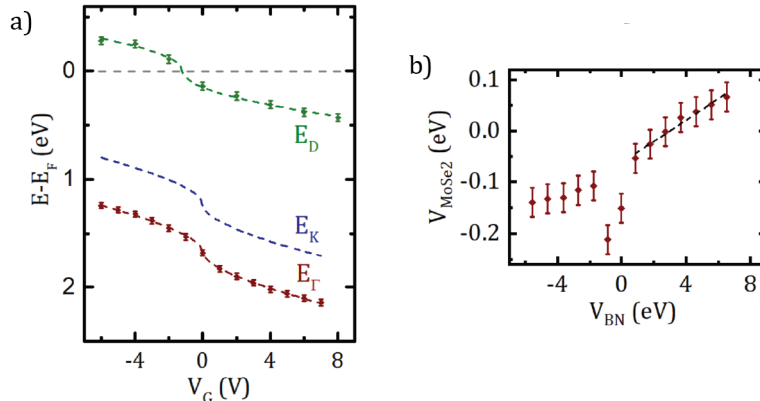 a)
0
1
2
E-E_F (eV)
E_D
E_K
E_Γ
-4
0
4
8
V_G (V)
b)
0.1
0.0
-0.1
-0.2
V_MoSe2 (eV)
-4
0
4
8
V_BN (eV)